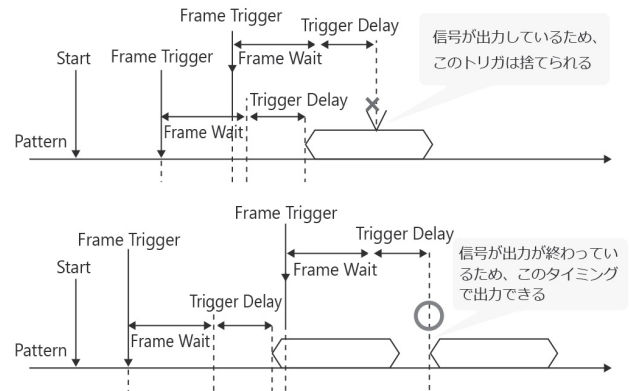 Frame Trigger
Trigger Delay
信号が出力しているため、
このトリガは捨てられる
Start
Frame Trigger
Frame Wait
Trigger Delay
Frame Wait
Pattern
Frame Trigger
Trigger Delay
Frame Trigger
信号が出力が終わってい
るため、このタイミング
で出力できる
Start
Frame Wait
Trigger Delay
Frame Wait
Pattern